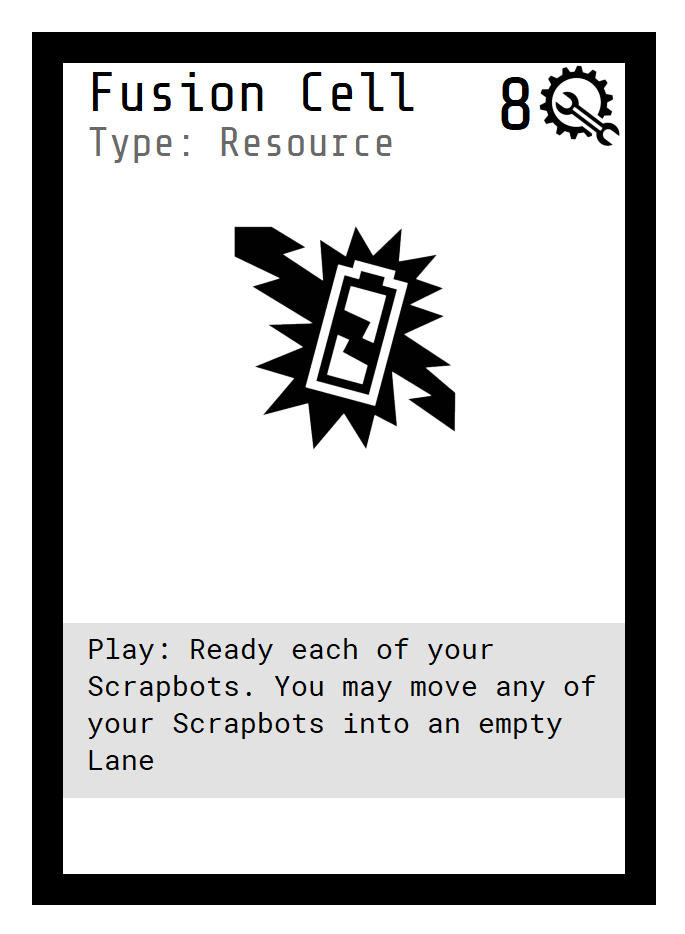 Fusion Cell
8
Type: Resource
Play: Ready each of your
Scrapbots. You may move any of
your Scrapbots into an empty
Lane